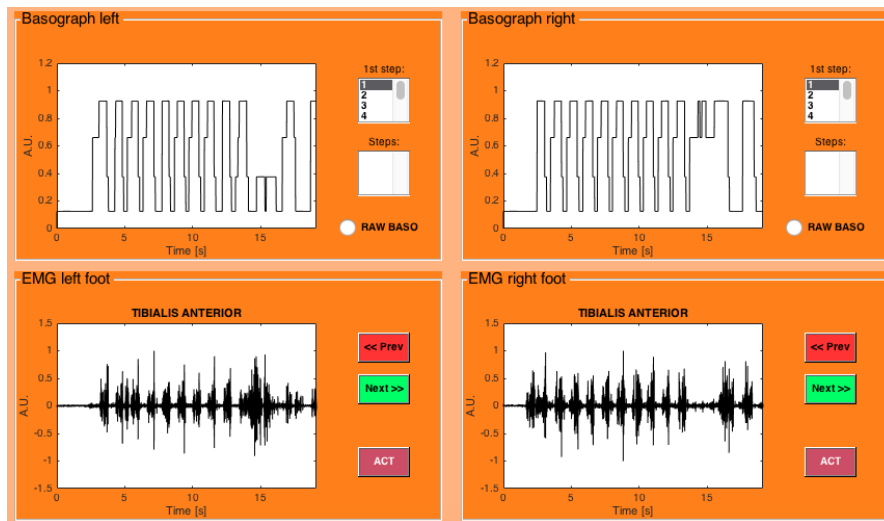 Basograph left
1.2
1
0.8
0.6
0.4
0.2
0
A.U.
0 5 10 15
Time [s]
1st step:
1
2
3
4
Steps:
RAW BASO
Basograph right
1.2
1
0.8
0.6
0.4
0.2
0
A.U.
0 5 10 15
Time [s]
1st step:
1
2
3
4
Steps:
RAW BASO
EMG left foot
TIBIALIS ANTERIOR
1.5
1
0.5
0
-0.5
-1
-1.5
A.U.
0 5 10 15
Time [s]
<< Prev
Next >>
ACT
EMG right foot
TIBIALIS ANTERIOR
1.5
1
0.5
0
-0.5
-1
-1.5
A.U.
0 5 10 15
Time [s]
<< Prev
Next >>
ACT